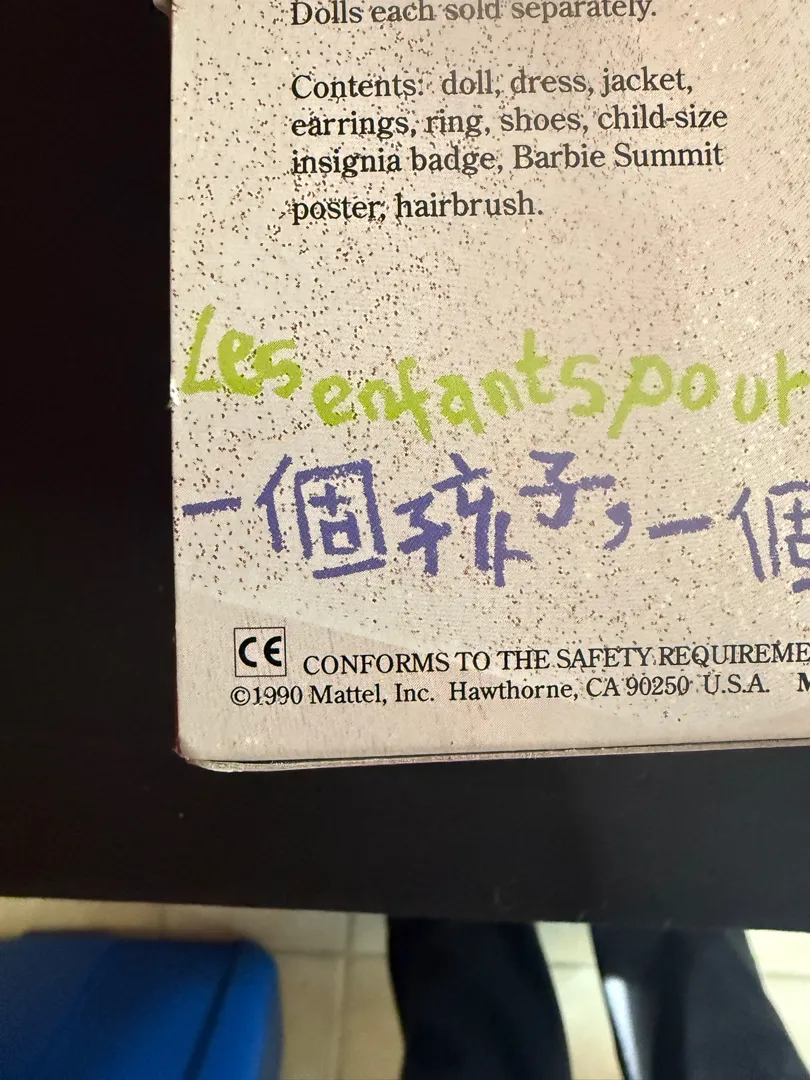 Dolls each sold separately.
Contents: doll, dress, jacket,
earrings, ring, shoes, child-size
insignia badge, Barbie Summit
poster, hairbrush.
Les enfants pour
一個孩子,一個
CE CONFORMS TO THE SAFETY REQUIREME
©1990 Mattel, Inc. Hawthorne, CA 90250 U.S.A. M